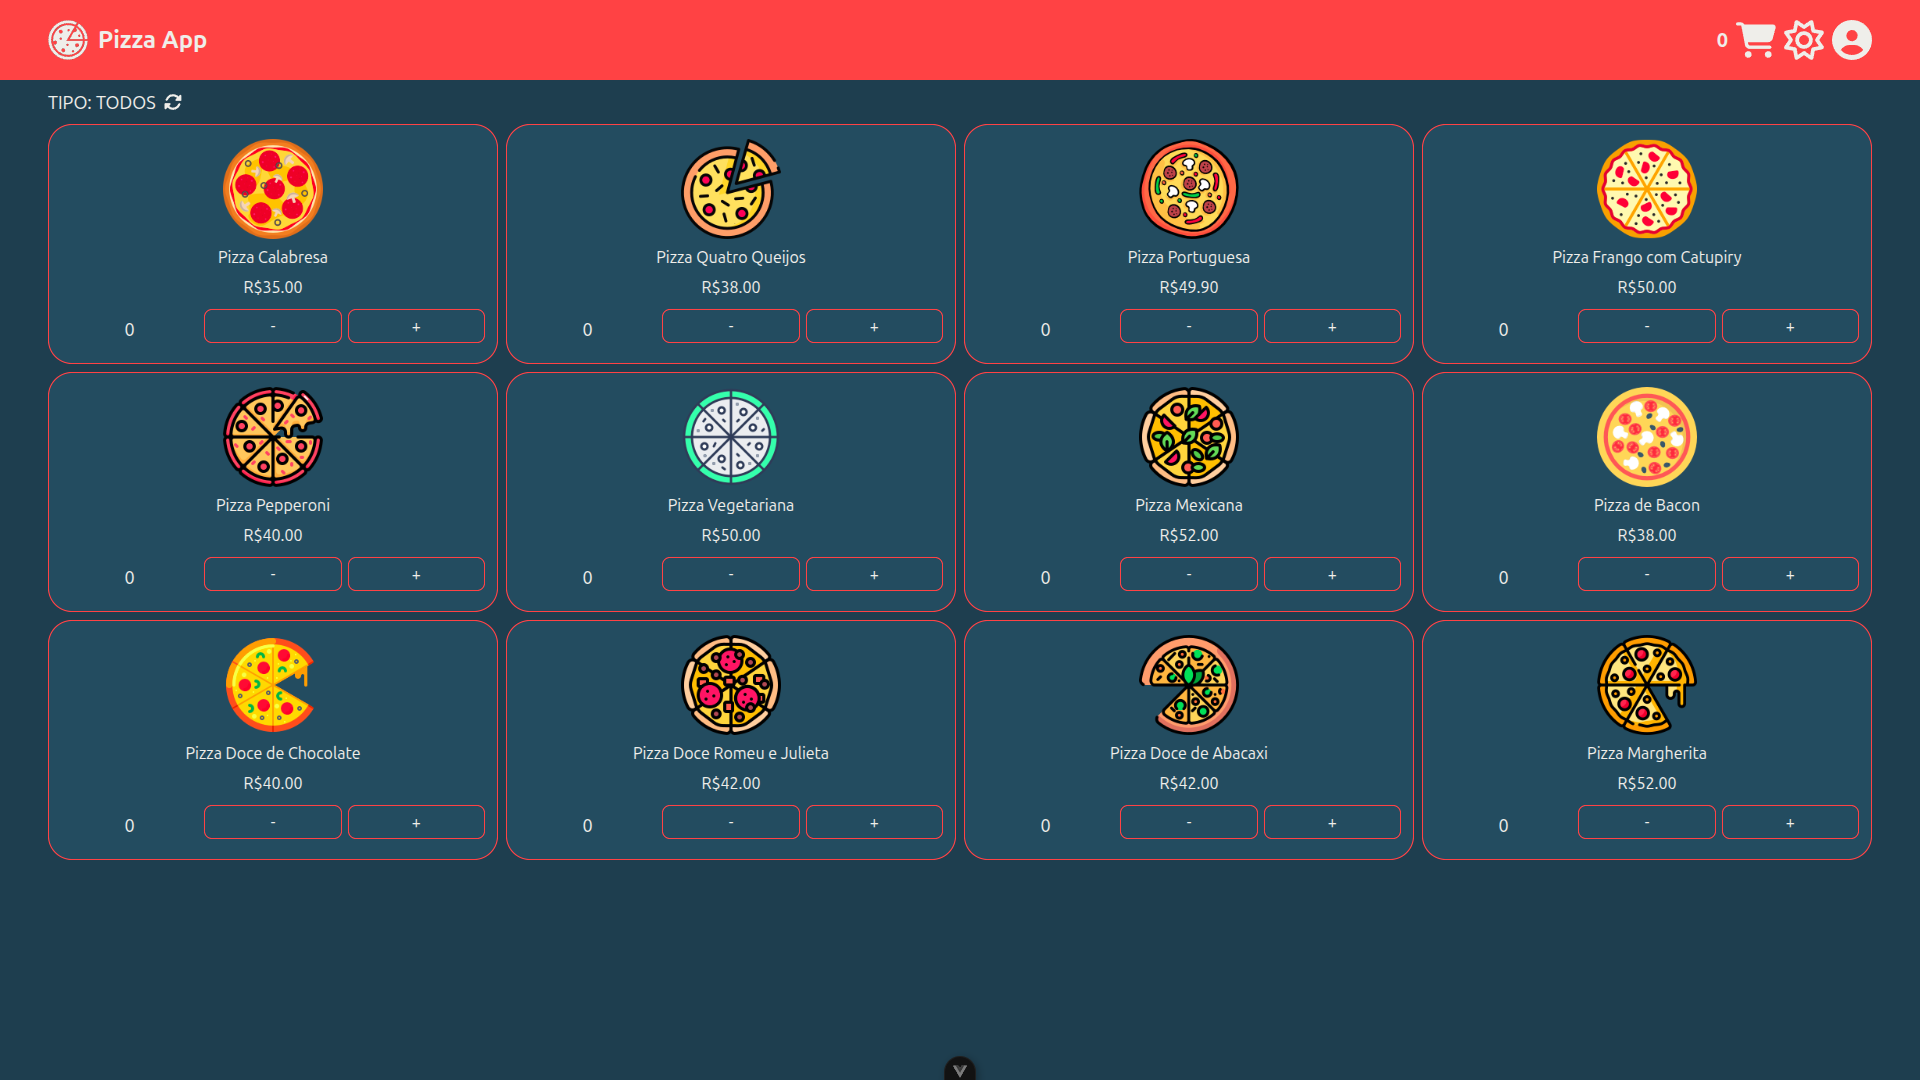 Pizza App
0
TIPO: TODOS
Pizza Calabresa
R$35.00
0 - +
Pizza Quatro Queijos
R$38.00
0 - +
Pizza Portuguesa
R$49.90
0 - +
Pizza Frango com Catupiry
R$50.00
0 - +
Pizza Pepperoni
R$40.00
0 - +
Pizza Vegetariana
R$50.00
0 - +
Pizza Mexicana
R$52.00
0 - +
Pizza de Bacon
R$38.00
0 - +
Pizza Doce de Chocolate
R$40.00
0 - +
Pizza Doce Romeu e Julieta
R$42.00
0 - +
Pizza Doce de Abacaxi
R$42.00
0 - +
Pizza Margherita
R$52.00
0 - +